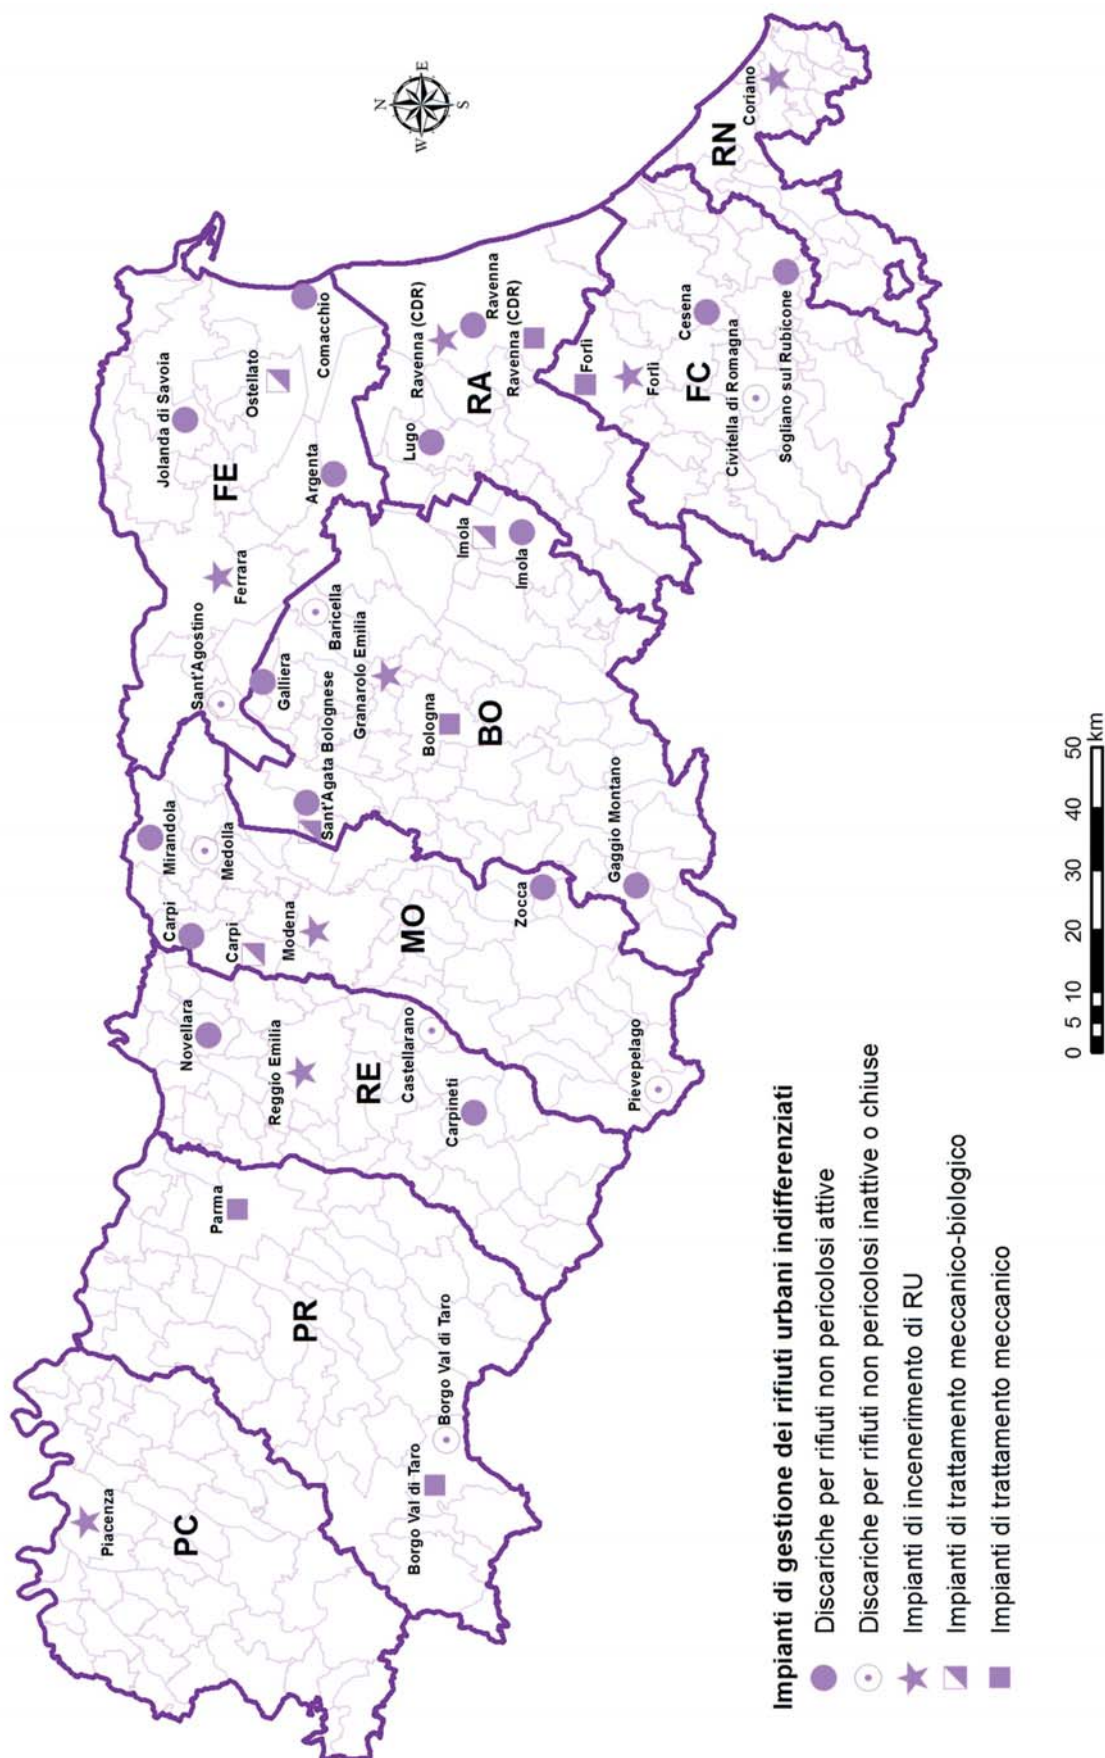 N
W
E
S
Piacenza
PC
Borgo Val di Taro
Borgo Val di Taro
PR
Parma
Novellara
Reggio Emilia
RE
Castellarano
Carpineti
Carpi
Carpi
Mirandola
Medolla
Modena
MO
Zocca
Pievepelago
Sant'Agostino
Ferrara
FE
Jolanda di Savoia
Ostellato
Comacchio
Argenta
Galliera
Baricella
Granarolo Emilia
Sant'Agata Bolognese
Bologna
BO
Imola
Imola
Gaggio Montano
Lugo
Ravenna (CDR)
Ravenna
RA
Ravenna (CDR)
Forlì
Forlì
FC
Cesena
Civitella di Romagna
Sogliano sul Rubicone
RN
Coriano
Impianti di gestione dei rifiuti urbani indifferenziati
Discariche per rifiuti non pericolosi attive
Discariche per rifiuti non pericolosi inattive o chiuse
Impianti di incenerimento di RU
Impianti di trattamento meccanico-biologico
Impianti di trattamento meccanico
0 5 10 20 30 40 50
km